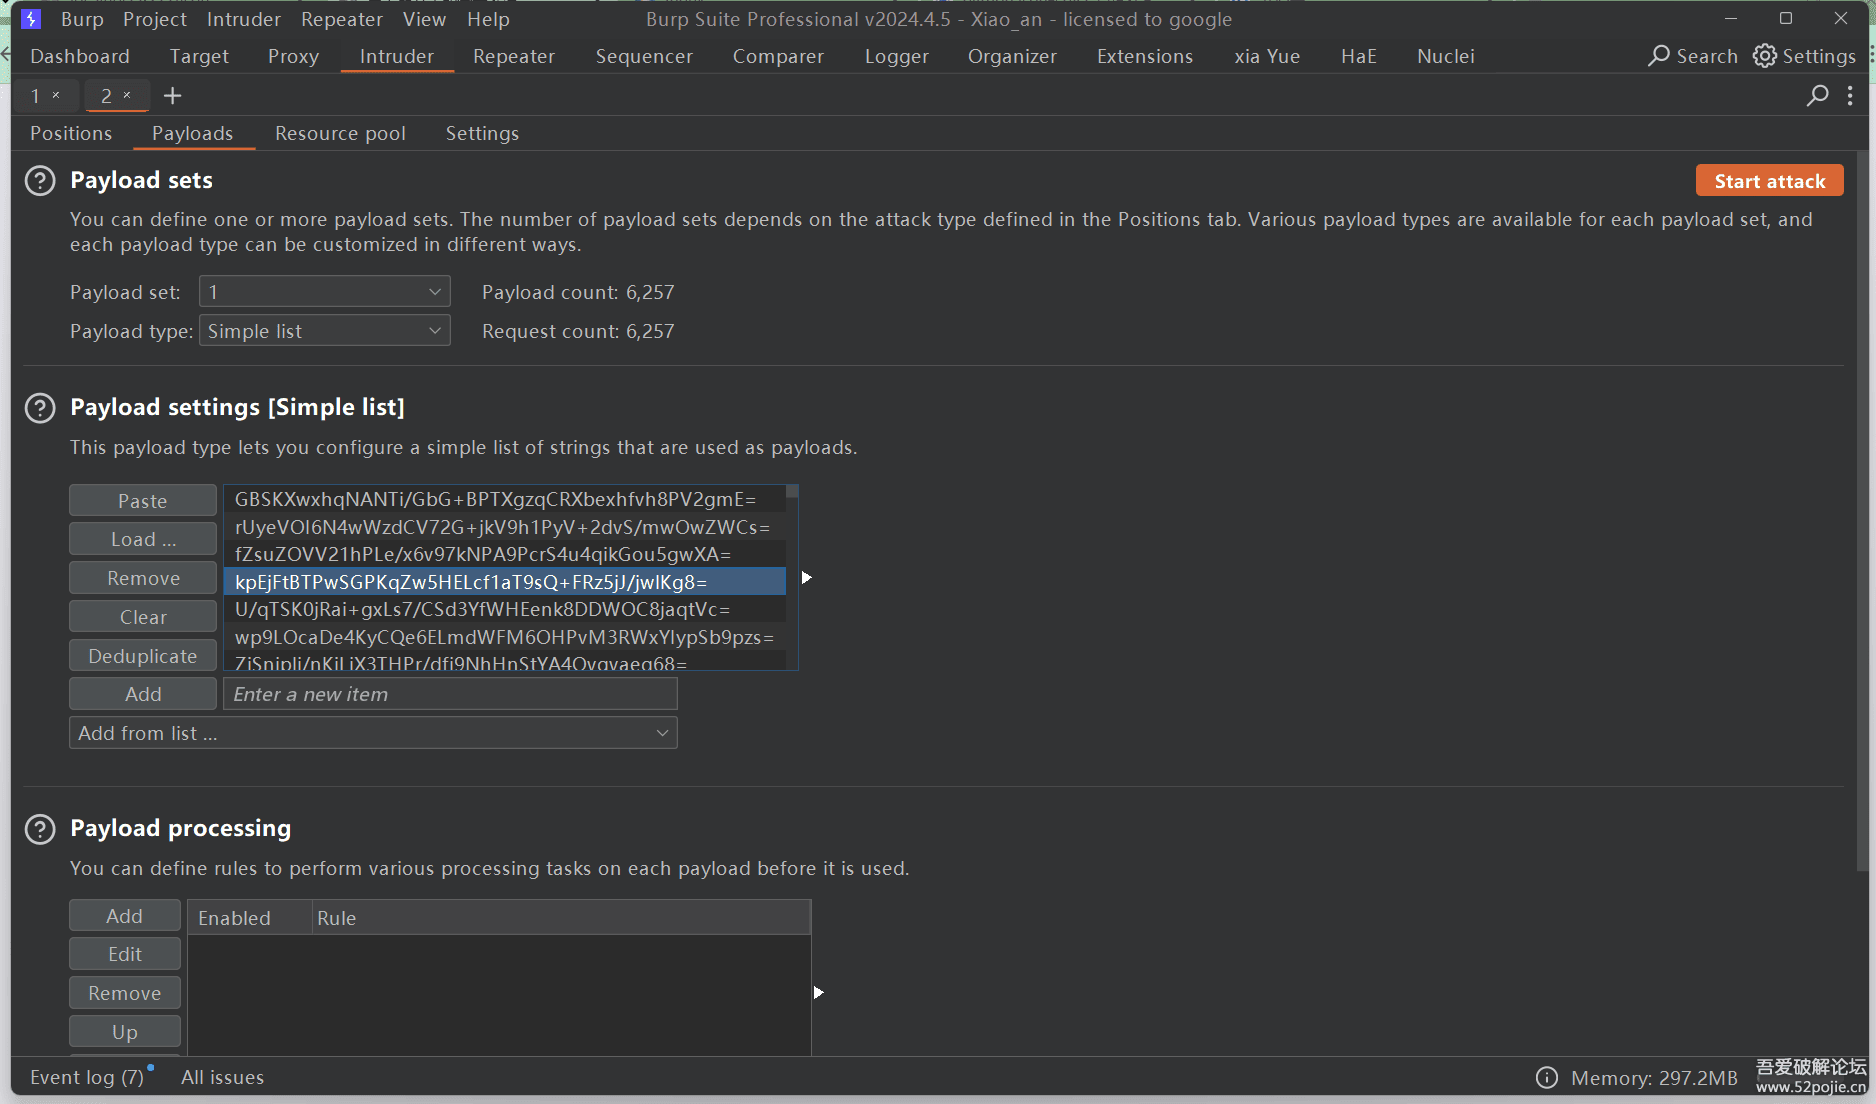 Burp Project Intruder Repeater View Help Burp Suite Professional v2024.4.5 - Xiao_an - licensed to google
Dashboard Target Proxy Intruder Repeater Sequencer Comparer Logger Organizer Extensions xia Yue HaE Nuclei Search Settings
1 × 2 × +
Positions Payloads Resource pool Settings
? Payload sets Start attack
You can define one or more payload sets. The number of payload sets depends on the attack type defined in the Positions tab. Various payload types are available for each payload set, and
each payload type can be customized in different ways.
Payload set: 1 Payload count: 6,257
Payload type: Simple list Request count: 6,257
? Payload settings [Simple list]
This payload type lets you configure a simple list of strings that are used as payloads.
Paste
Load ...
Remove
Clear
Deduplicate
GBSKXwxhqNANTi/GbG+BPTXgzqCRXbexhfvh8PV2gmE=
rUyeVOI6N4wWzdCV72G+jkV9h1PyV+2dvS/mwOwZWCs=
fZsuZOVV21hPLe/x6v97kNPA9PcrS4u4qikGou5gwXA=
kpEjFtBTPwSGPKqZw5HELcf1aT9sQ+FRz5jJ/jwlKg8=
U/qTSK0jRai+gxLs7/CSd3YfWHEenk8DDWOC8jaqtVc=
wp9LOcaDe4KyCQe6ELmdWFM6OHPvM3RWxYlypSb9pzs=
Add Enter a new item
Add from list ...
? Payload processing
You can define rules to perform various processing tasks on each payload before it is used.
Add
Edit
Remove
Up
Enabled Rule
Event log (7) All issues Memory: 297.2MB
吾爱破解论坛
www.52pojie.cn